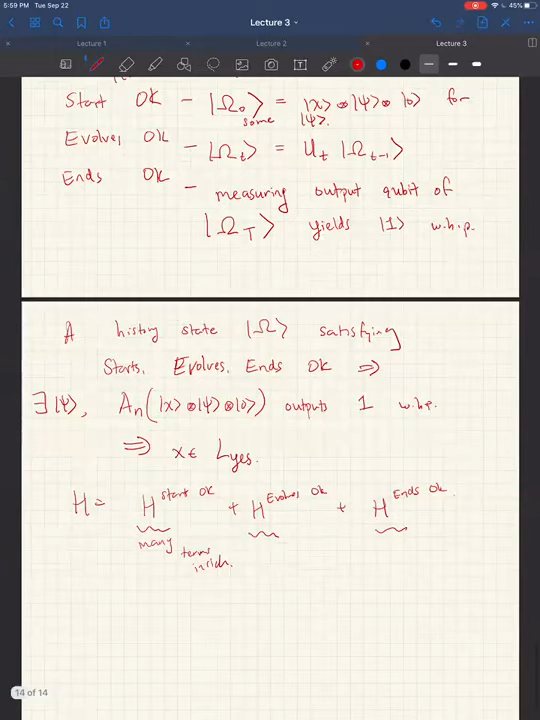 5:59 PM Tue Sep 22
45%
Lecture 3
Lecture 1
Lecture 2
Lecture 3
Start OK - |Ω₀⟩ = |x⟩ ⊗ |ψ⟩ ⊗ |0⟩ for
some |ψ⟩.
Evolves OK - |Ω_t⟩ = U_t |Ω_{t-1}⟩
Ends OK - measuring output qubit of
|Ω_T⟩ yields |1⟩ w.h.p.
A history state |Ω⟩ satisfying
Starts, Evolves, Ends OK ⇒
∃|ψ⟩, A_n(|x⟩ ⊗ |ψ⟩ ⊗ |0⟩) outputs 1 w.h.p.
⇒ x ∈ L_yes.
H = H^{Start OK} + H^{Evolves OK} + H^{Ends OK}.
many terms
inside.
14 of 14